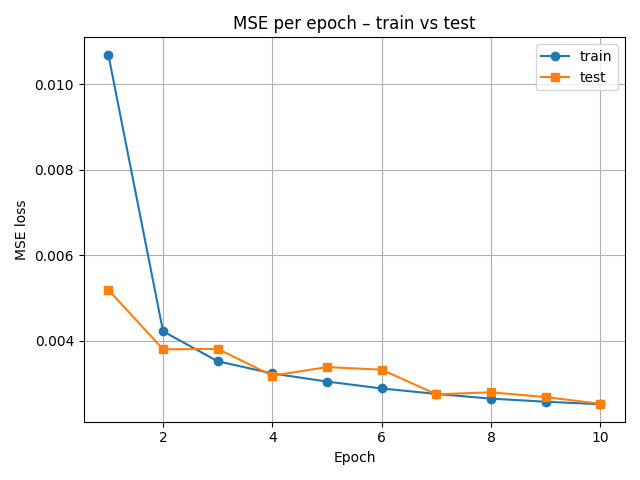 MSE per epoch – train vs test
train
test
0.010
0.008
0.006
0.004
MSE loss
2 4 6 8 10
Epoch